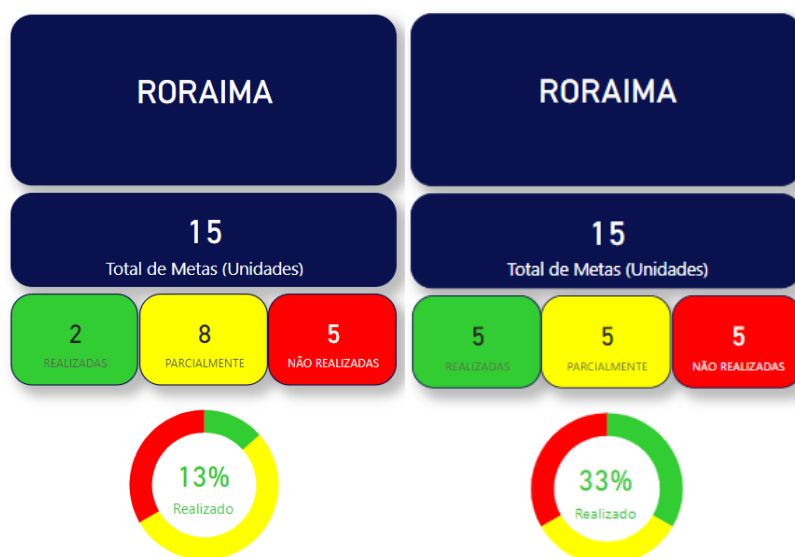 RORAIMA
15
Total de Metas (Unidades)
2
REALIZADAS
8
PARCIALMENTE
5
NÃO REALIZADAS
13%
Realizado
RORAIMA
15
Total de Metas (Unidades)
5
REALIZADAS
5
PARCIALMENTE
5
NÃO REALIZADAS
33%
Realizado